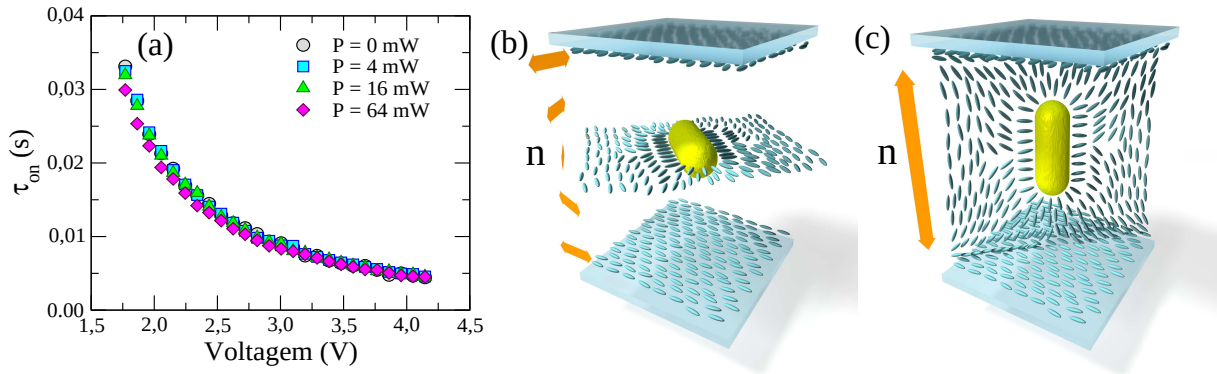 (a)
P = 0 mW
P = 4 mW
P = 16 mW
P = 64 mW
0,04
0,03
0,02
0,01
0,00
τon (s)
1,5 2,0 2,5 3,0 3,5 4,0 4,5
Voltagem (V)
(b)
n
(c)
n